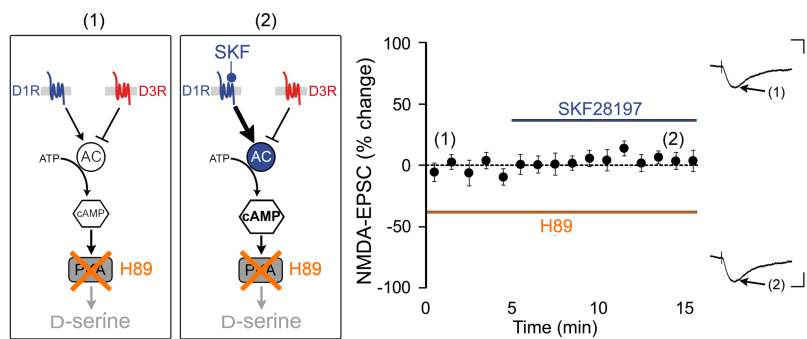 (1)
(2)
SKF
D1R
D3R
D1R
D3R
AC
AC
ATP
ATP
cAMP
cAMP
PKA
H89
PKA
H89
D-serine
D-serine
NMDA-EPSC (% change)
100
50
0
-50
-100
SKF28197
(1)
(2)
H89
0
5
10
15
Time (min)
(1)
(2)